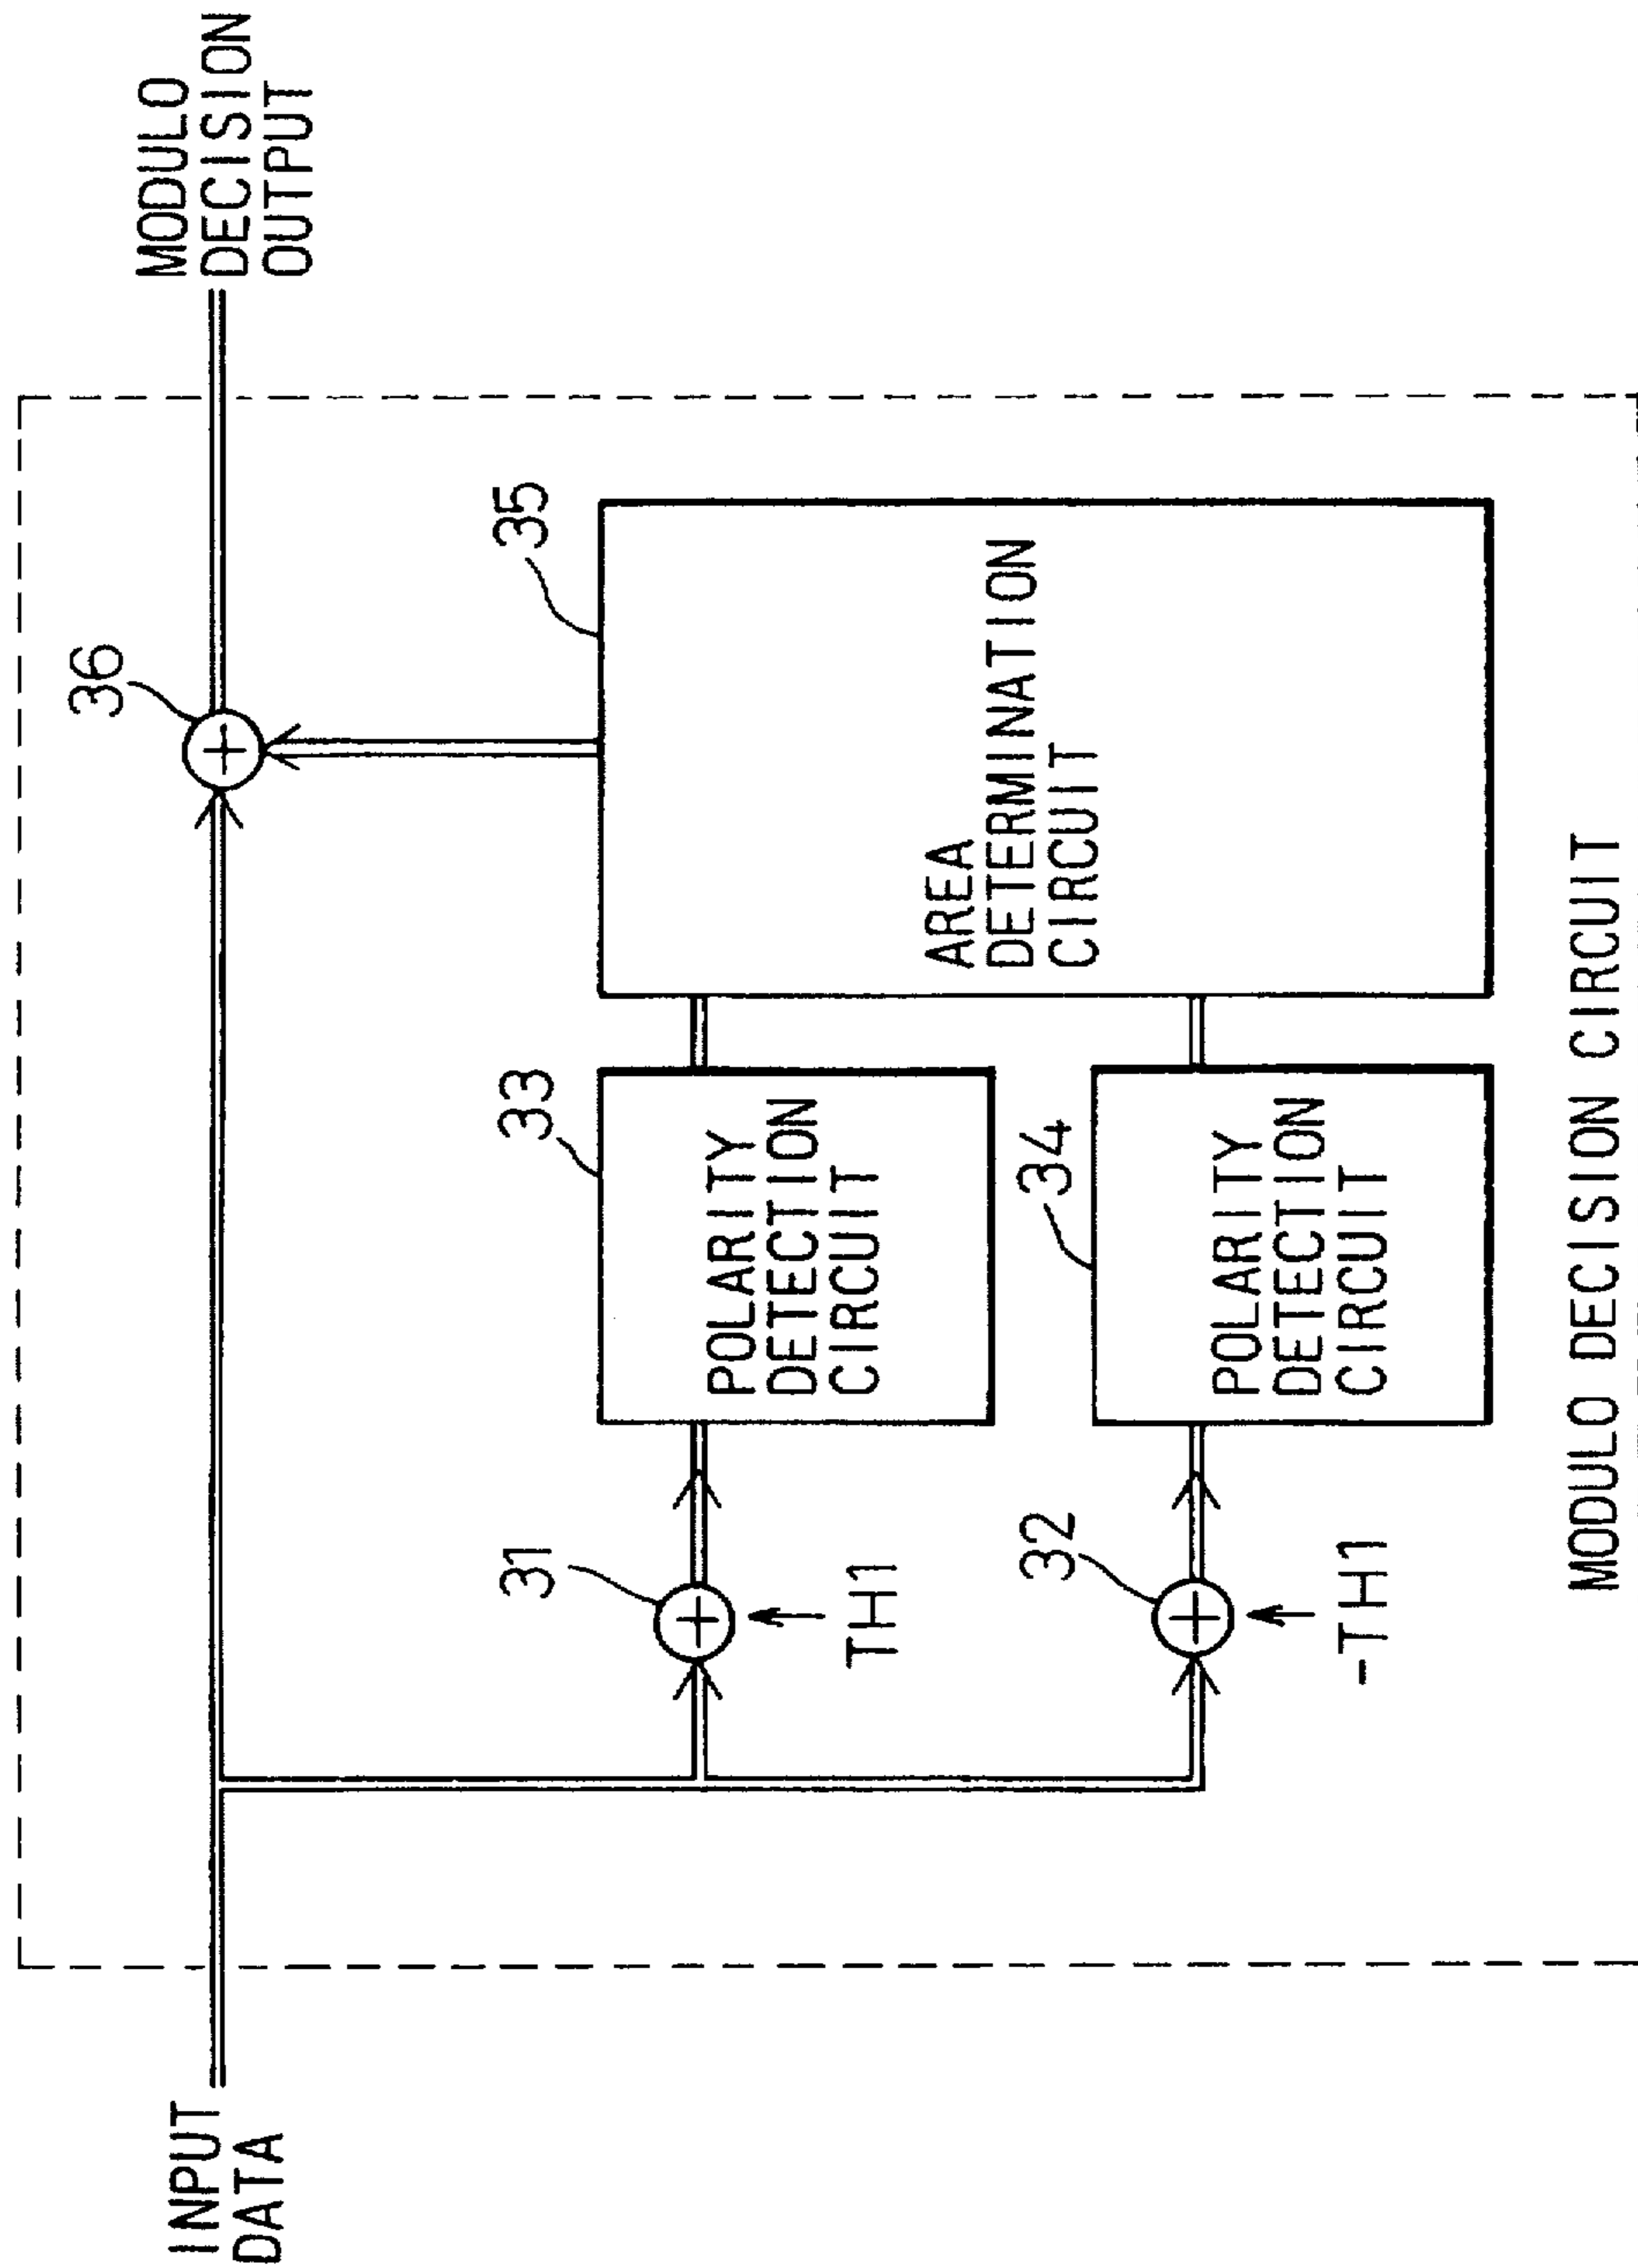 INPUT
DATA
36
MODULO
DECISION
OUTPUT
31
TH1
33
POLARITY
DETECTION
CIRCUIT
35
AREA
DETERMINATION
CIRCUIT
32
-TH1
34
POLARITY
DETECTION
CIRCUIT
MODULO DECISION CIRCUIT